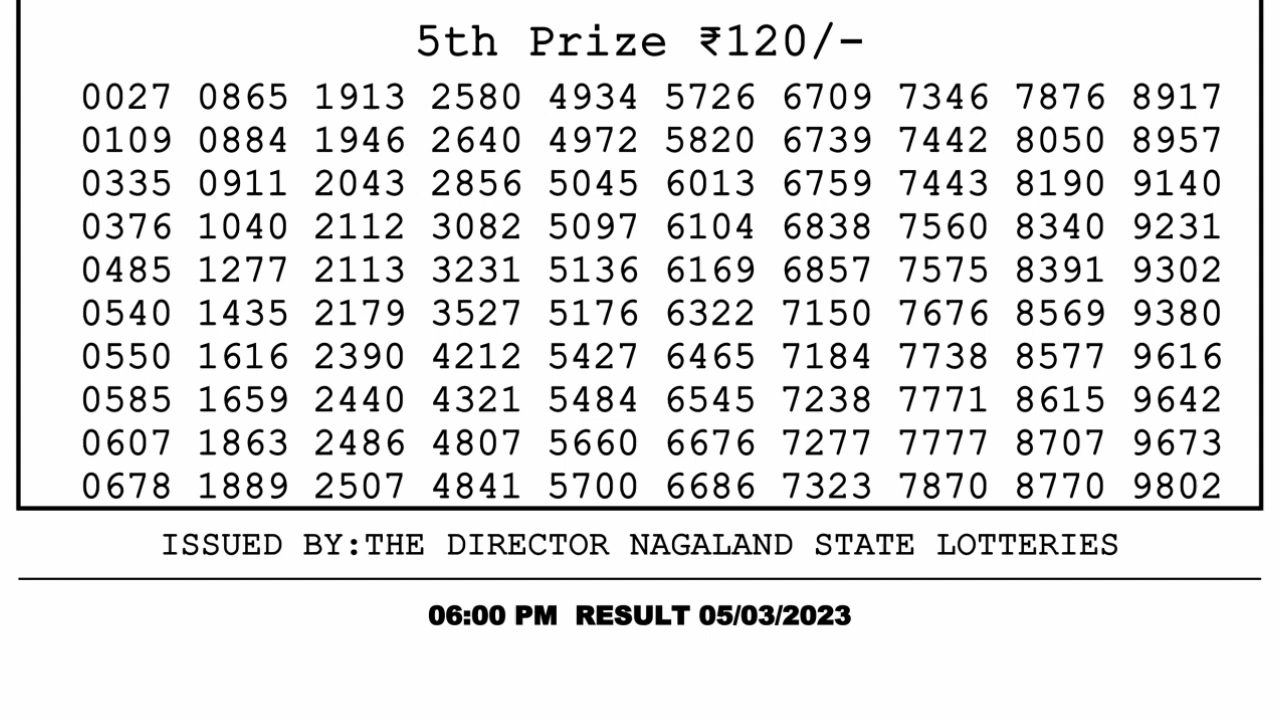 5th Prize ₹120/-
0027 0865 1913 2580 4934 5726 6709 7346 7876 8917
0109 0884 1946 2640 4972 5820 6739 7442 8050 8957
0335 0911 2043 2856 5045 6013 6759 7443 8190 9140
0376 1040 2112 3082 5097 6104 6838 7560 8340 9231
0485 1277 2113 3231 5136 6169 6857 7575 8391 9302
0540 1435 2179 3527 5176 6322 7150 7676 8569 9380
0550 1616 2390 4212 5427 6465 7184 7738 8577 9616
0585 1659 2440 4321 5484 6545 7238 7771 8615 9642
0607 1863 2486 4807 5660 6676 7277 7777 8707 9673
0678 1889 2507 4841 5700 6686 7323 7870 8770 9802
ISSUED BY:THE DIRECTOR NAGALAND STATE LOTTERIES
06:00 PM RESULT 05/03/2023